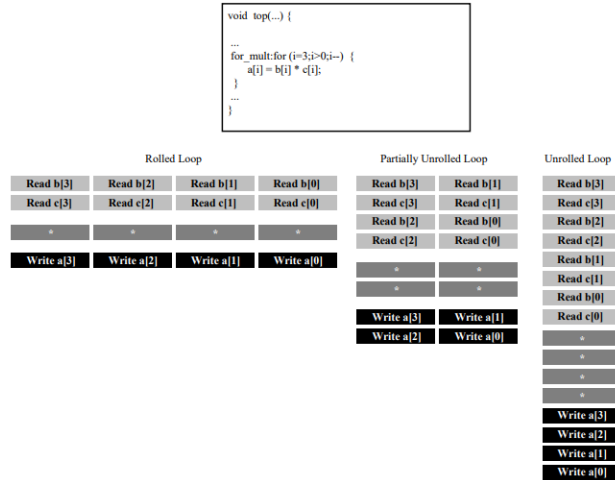 void top(...) {
...
for_mult:for (i=3;i>0;i--) {
a[i] = b[i] * c[i];
}
...
}
Rolled Loop
Read b[3] Read b[2] Read b[1] Read b[0]
Read c[3] Read c[2] Read c[1] Read c[0]
* * * *
Write a[3] Write a[2] Write a[1] Write a[0]
Partially Unrolled Loop
Read b[3] Read b[1]
Read c[3] Read c[1]
Read b[2] Read b[0]
Read c[2] Read c[0]
* *
* *
Write a[3] Write a[1]
Write a[2] Write a[0]
Unrolled Loop
Read b[3]
Read c[3]
Read b[2]
Read c[2]
Read b[1]
Read c[1]
Read b[0]
Read c[0]
*
*
*
*
Write a[3]
Write a[2]
Write a[1]
Write a[0]